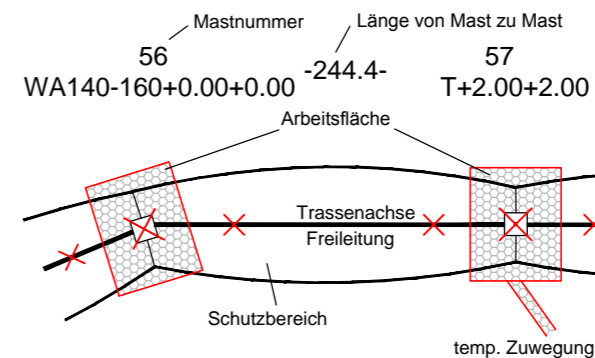 Mastnummer Länge von Mast zu Mast
56 -244.4- 57
WA140-160+0.00+0.00 T+2.00+2.00
Arbeitsfläche
Trassenachse
Freileitung
Schutzbereich
temp. Zuwegung